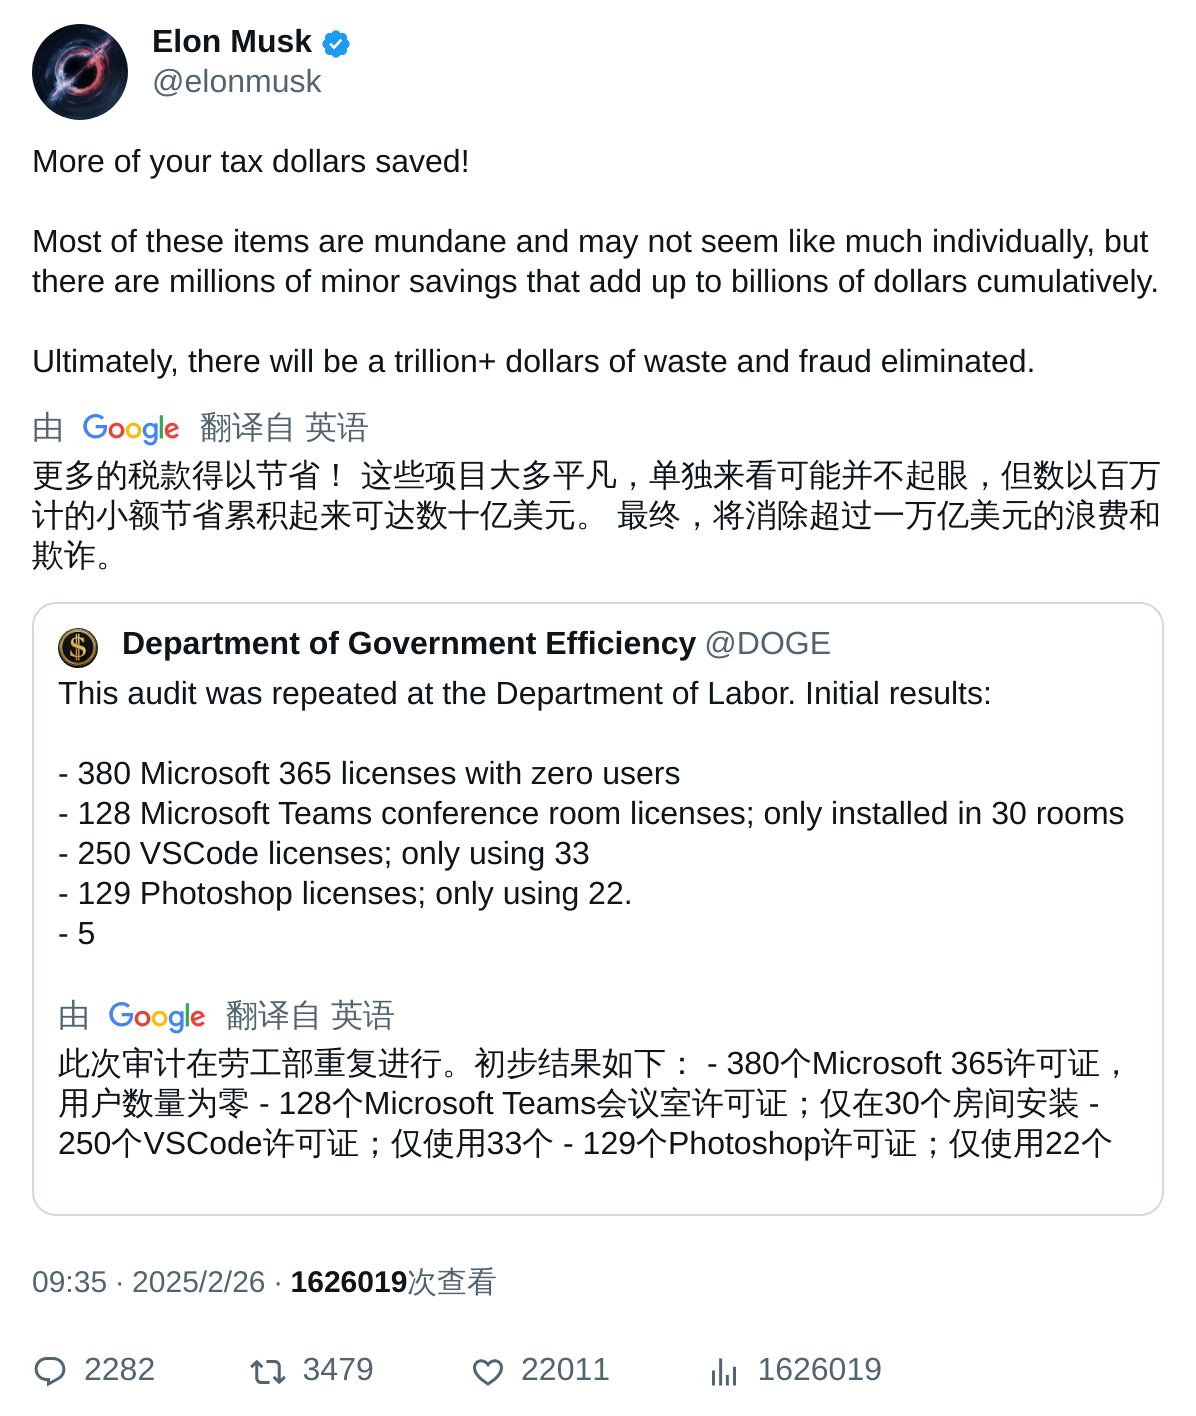 Elon Musk
@elonmusk
More of your tax dollars saved!
Most of these items are mundane and may not seem like much individually, but
there are millions of minor savings that add up to billions of dollars cumulatively.
Ultimately, there will be a trillion+ dollars of waste and fraud eliminated.
由 Google 翻译自 英语
更多的税款得以节省！ 这些项目大多平凡，单独来看可能并不起眼，但数以百万
计的小额节省累积起来可达数十亿美元。 最终，将消除超过一万亿美元的浪费和
欺诈。
Department of Government Efficiency @DOGE
This audit was repeated at the Department of Labor. Initial results:
- 380 Microsoft 365 licenses with zero users
- 128 Microsoft Teams conference room licenses; only installed in 30 rooms
- 250 VSCode licenses; only using 33
- 129 Photoshop licenses; only using 22.
- 5
由 Google 翻译自 英语
此次审计在劳工部重复进行。初步结果如下： - 380个Microsoft 365许可证，
用户数量为零 - 128个Microsoft Teams会议室许可证；仅在30个房间安装 -
250个VSCode许可证；仅使用33个 - 129个Photoshop许可证；仅使用22个
09:35 · 2025/2/26 · 1626019次查看
2282 3479 22011 1626019